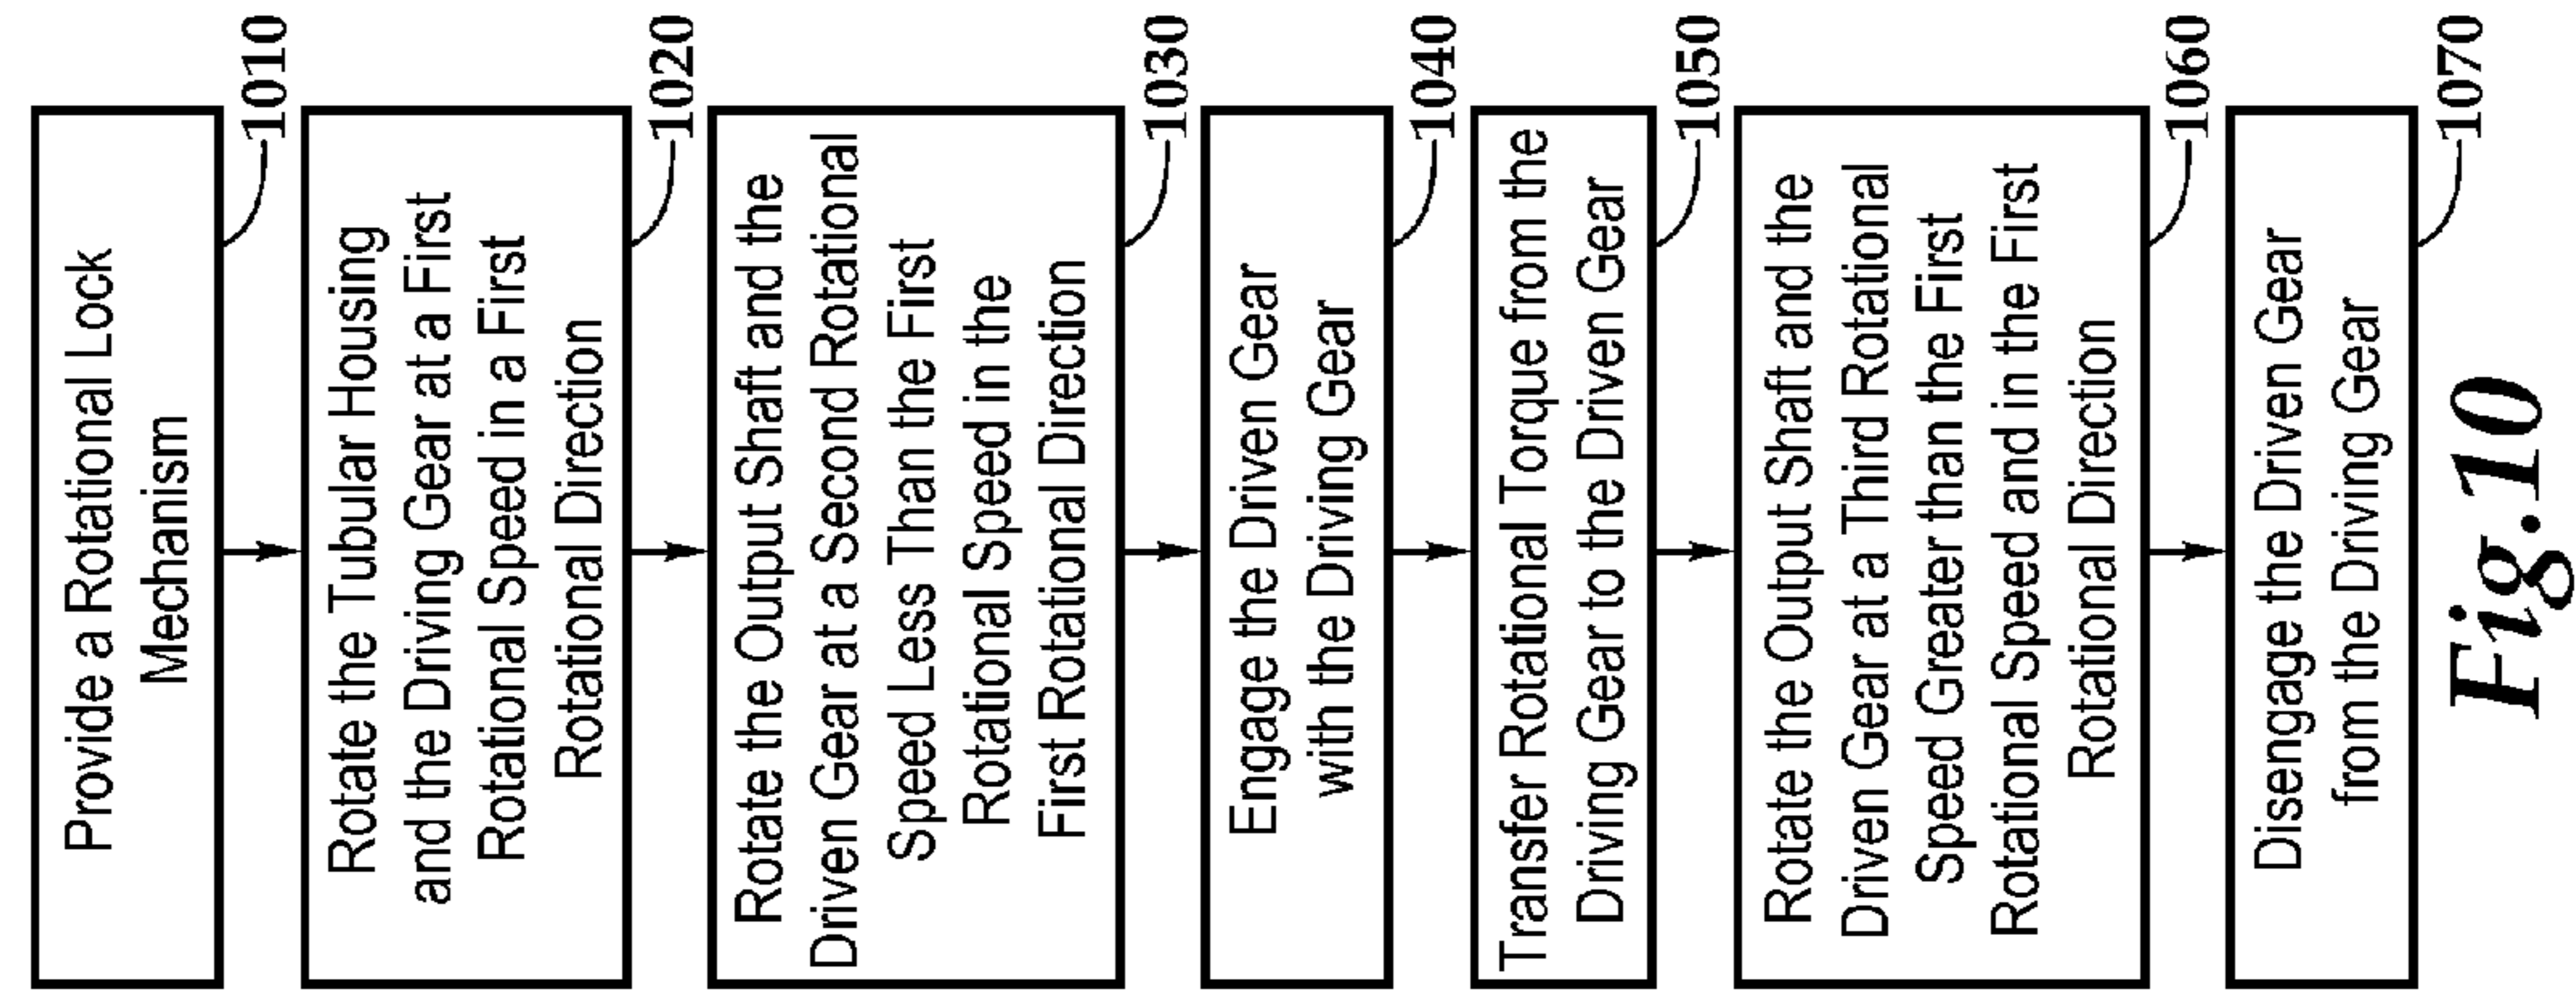 Provide a Rotational Lock
Mechanism
1010
Rotate the Tubular Housing
and the Driving Gear at a First
Rotational Speed in a First
Rotational Direction
1020
Rotate the Output Shaft and the
Driven Gear at a Second Rotational
Speed Less Than the First
Rotational Speed in the
First Rotational Direction
1030
Engage the Driven Gear
with the Driving Gear
1040
Transfer Rotational Torque from the
Driving Gear to the Driven Gear
1050
Rotate the Output Shaft and the
Driven Gear at a Third Rotational
Speed Greater than the First
Rotational Speed and in the First
Rotational Direction
1060
Disengage the Driven Gear
from the Driving Gear
1070
Fig.10